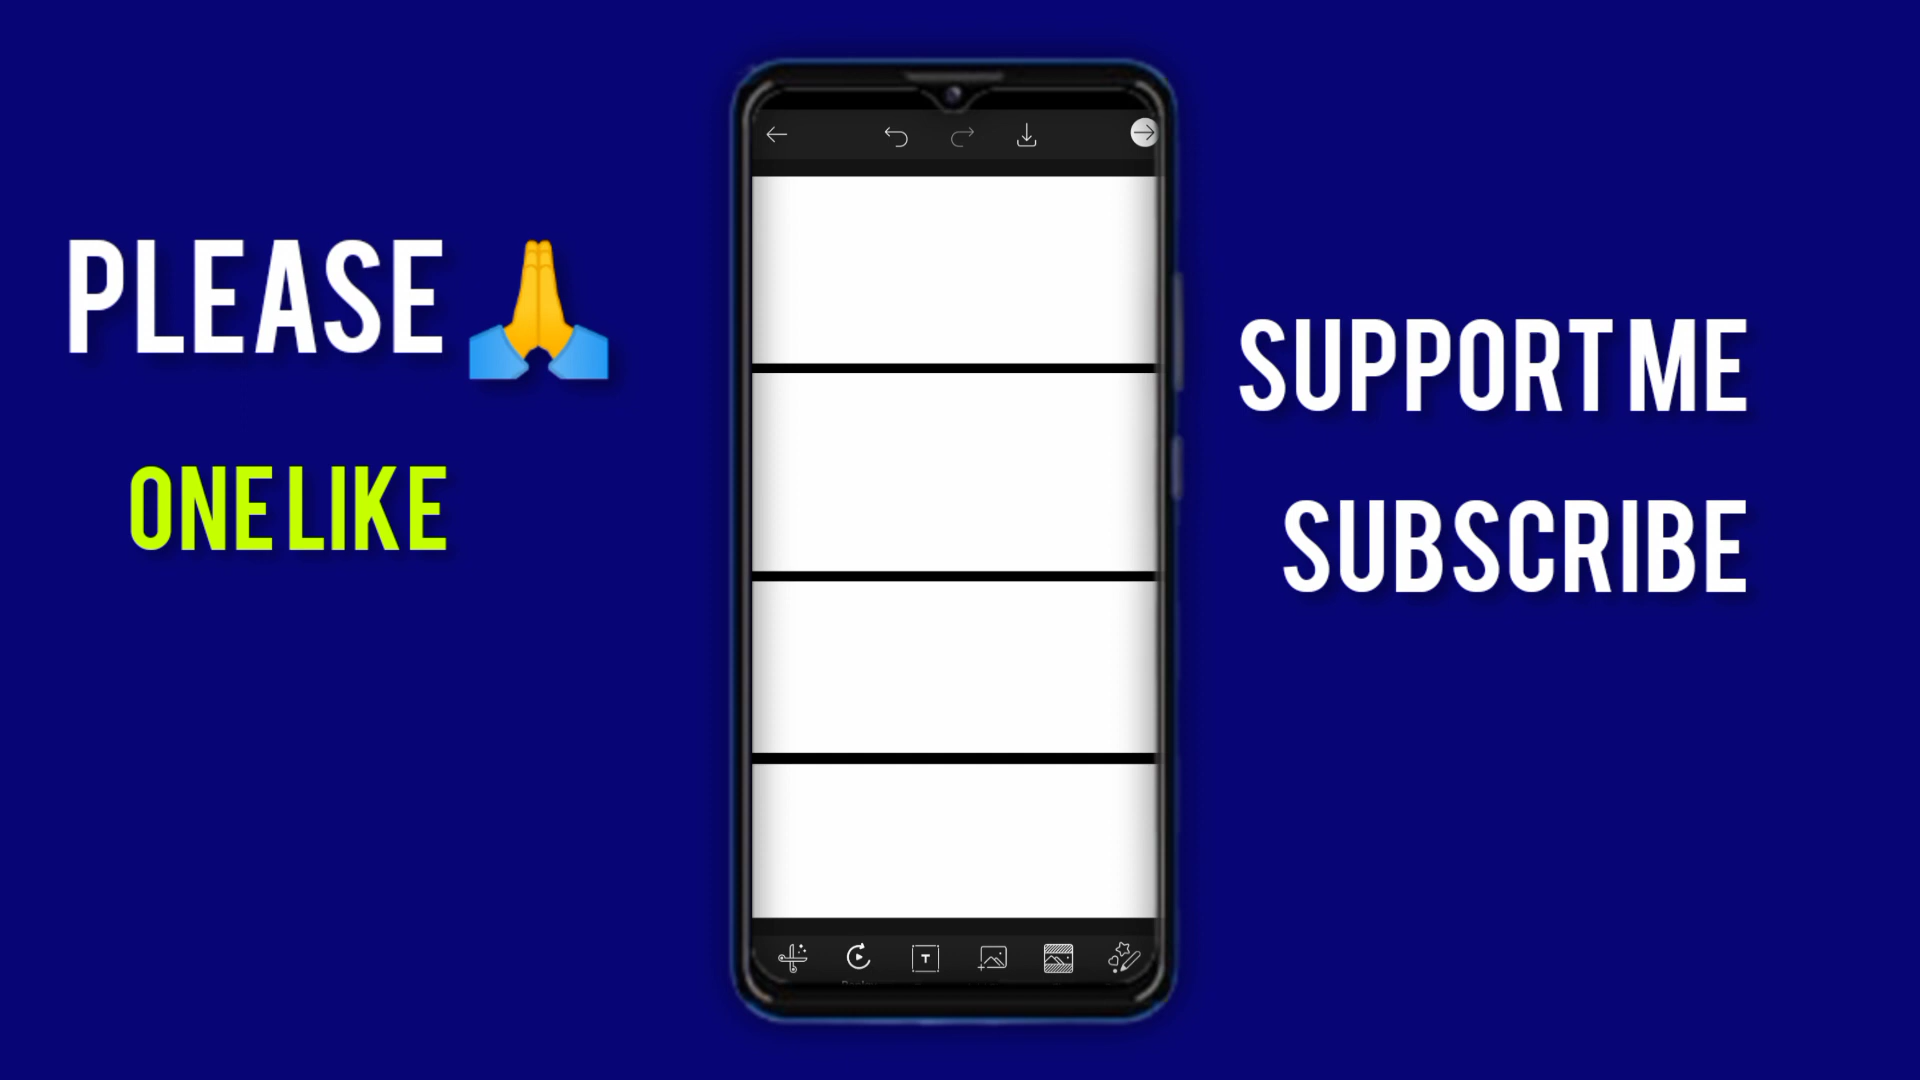 PLEASE 🙏
ONE LIKE
SUPPORT ME
SUBSCRIBE
T